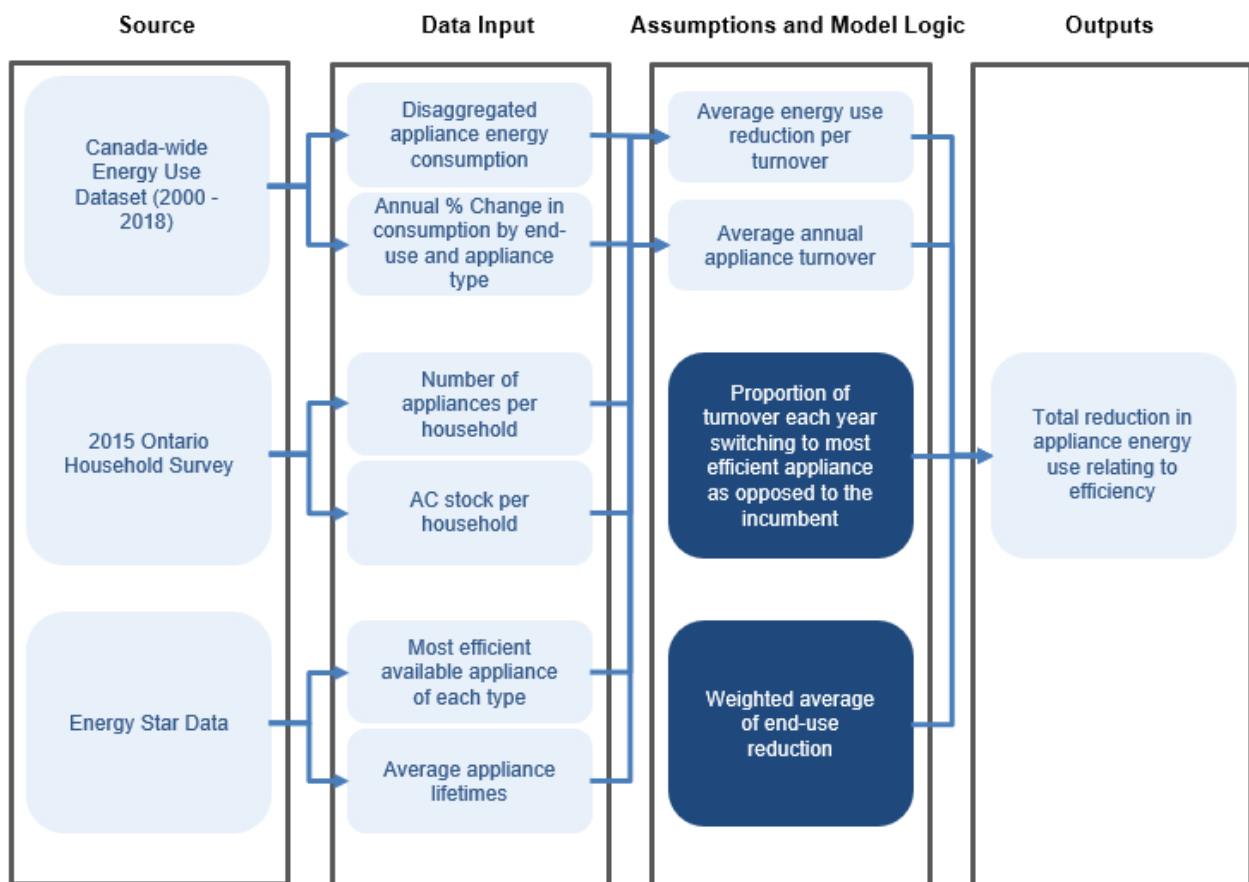 Source
Data Input
Assumptions and Model Logic
Outputs
Canada-wide
Energy Use
Dataset (2000 -
2018)
2015 Ontario
Household Survey
Energy Star Data
Disaggregated
appliance energy
consumption
Annual % Change in
consumption by end-
use and appliance
type
Number of
appliances per
household
AC stock per
household
Most efficient
available appliance
of each type
Average appliance
lifetimes
Average energy use
reduction per
turnover
Average annual
appliance turnover
Proportion of
turnover each year
switching to most
efficient appliance
as opposed to the
incumbent
Weighted average
of end-use
reduction
Total reduction in
appliance energy
use relating to
efficiency